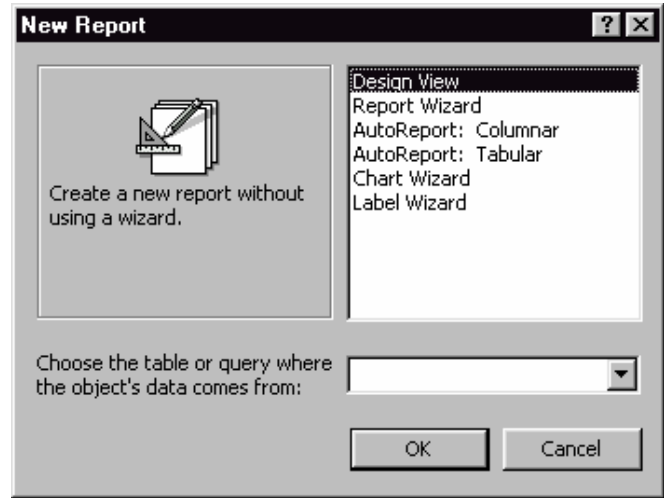 New Report
Create a new report without
using a wizard.
Design View
Report Wizard
AutoReport: Columnar
AutoReport: Tabular
Chart Wizard
Label Wizard
Choose the table or query where
the object's data comes from:
OK
Cancel